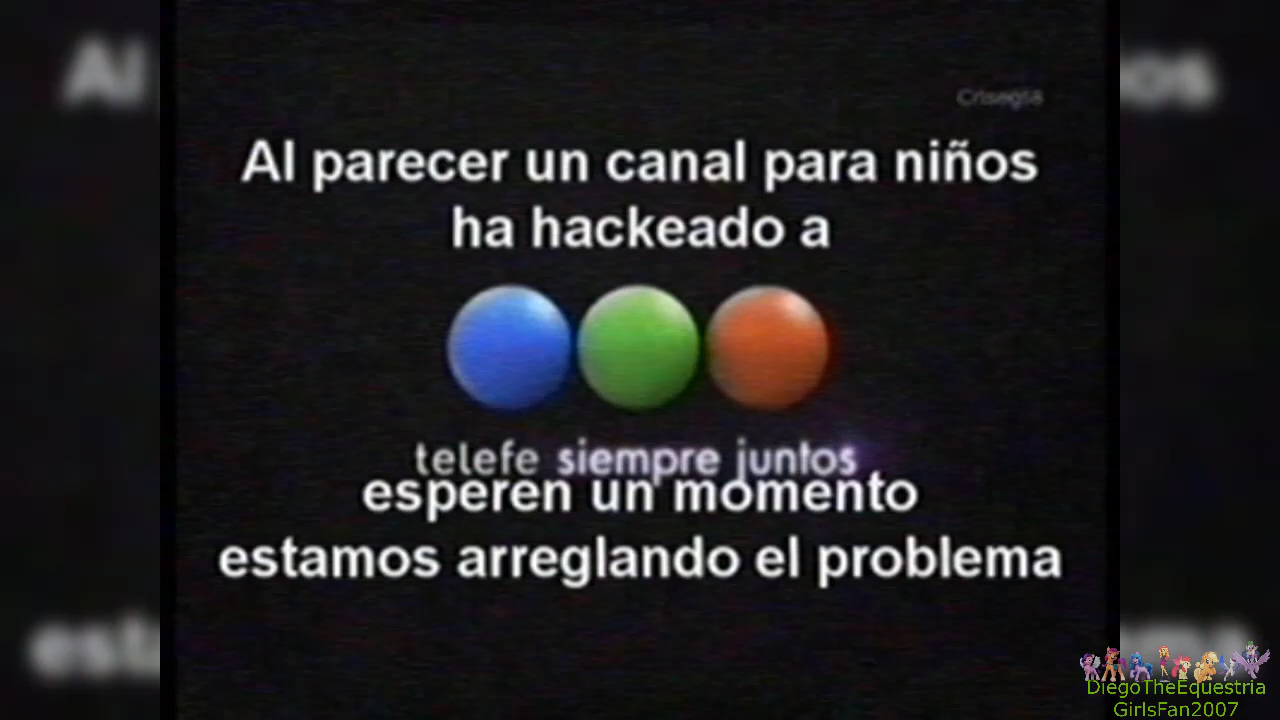 Al parecer un canal para niños
ha hackeado a
telefe siempre juntos
esperen un momento
estamos arreglando el problema
DiegoTheEquestria
GirlsFan2007